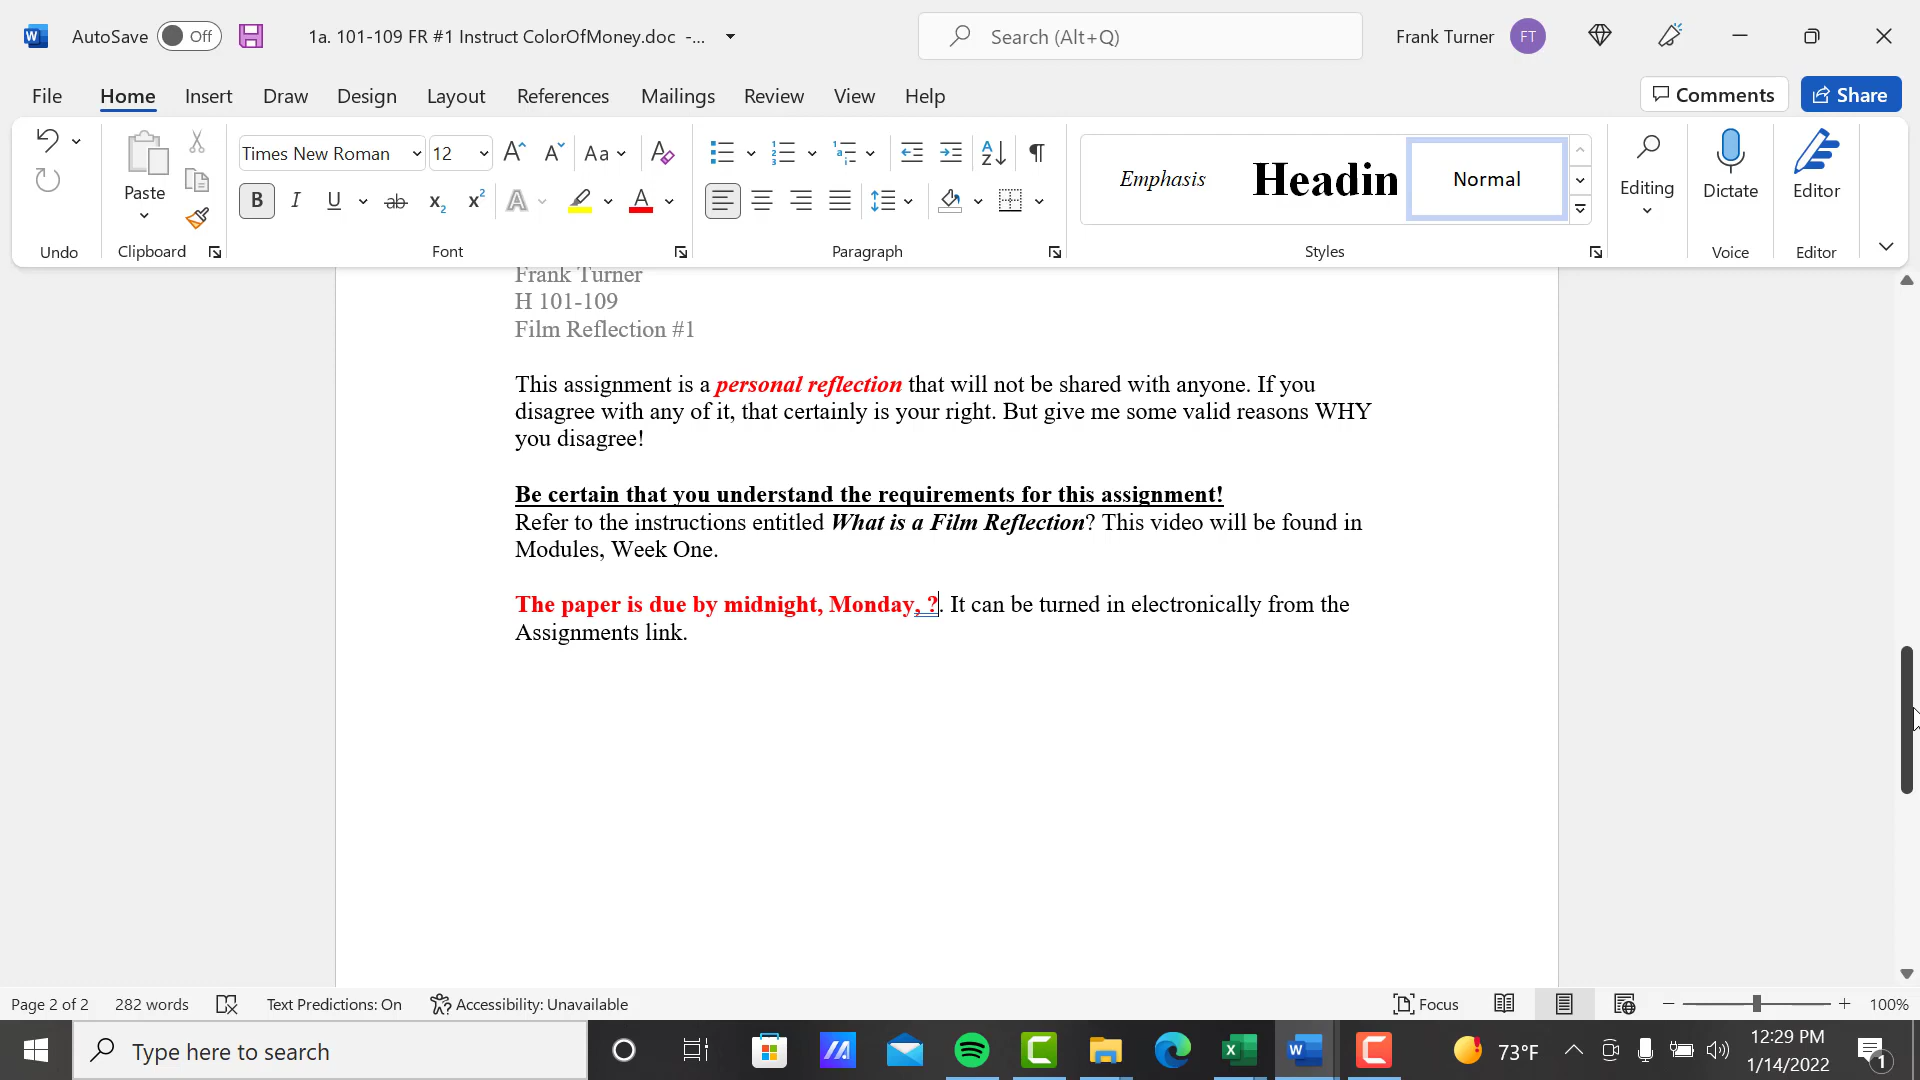 W AutoSave Off 1a. 101-109 FR #1 Instruct ColorOfMoney.doc -... Search (Alt+Q) Frank Turner FT
File Home Insert Draw Design Layout References Mailings Review View Help Comments Share
Times New Roman 12 Aa Emphasis Headin Normal
Paste Editing Dictate Editor
B I U ab x2 x2 A A
Undo Clipboard Font Paragraph Styles Voice Editor
Frank Turner
H 101-109
Film Reflection #1
This assignment is a personal reflection that will not be shared with anyone. If you
disagree with any of it, that certainly is your right. But give me some valid reasons WHY
you disagree!
Be certain that you understand the requirements for this assignment!
Refer to the instructions entitled What is a Film Reflection? This video will be found in
Modules, Week One.
The paper is due by midnight, Monday, ?. It can be turned in electronically from the
Assignments link.
Page 2 of 2 282 words Text Predictions: On Accessibility: Unavailable Focus 100%
Type here to search 73°F 12:29 PM
1/14/2022 1